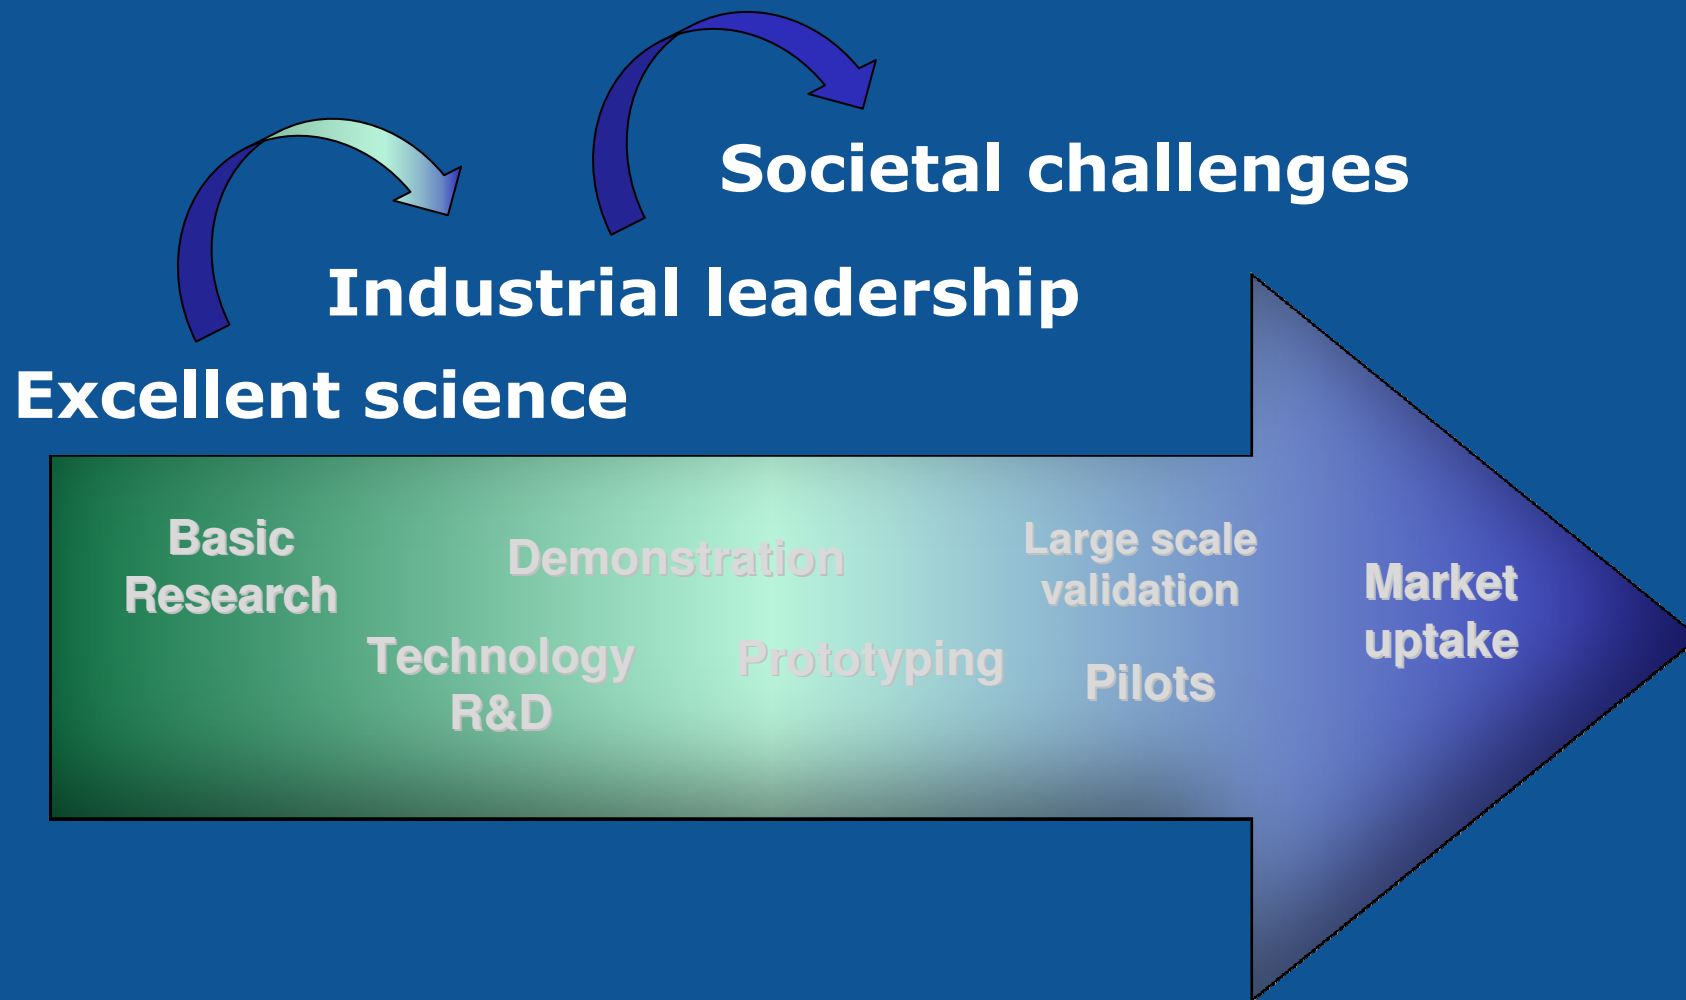 Societal challenges
Industrial leadership
Excellent science
Basic
Research
Technology
R&D
Demonstration
Prototyping
Large scale
validation
Pilots
Market
uptake